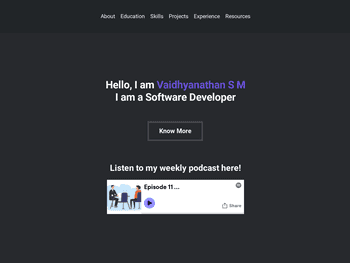 About Education Skills Projects Experience Resources
Hello, I am Vaidhyanathan S M
I am a Software Developer
Know More
Listen to my weekly podcast here!
Episode 11...
Share